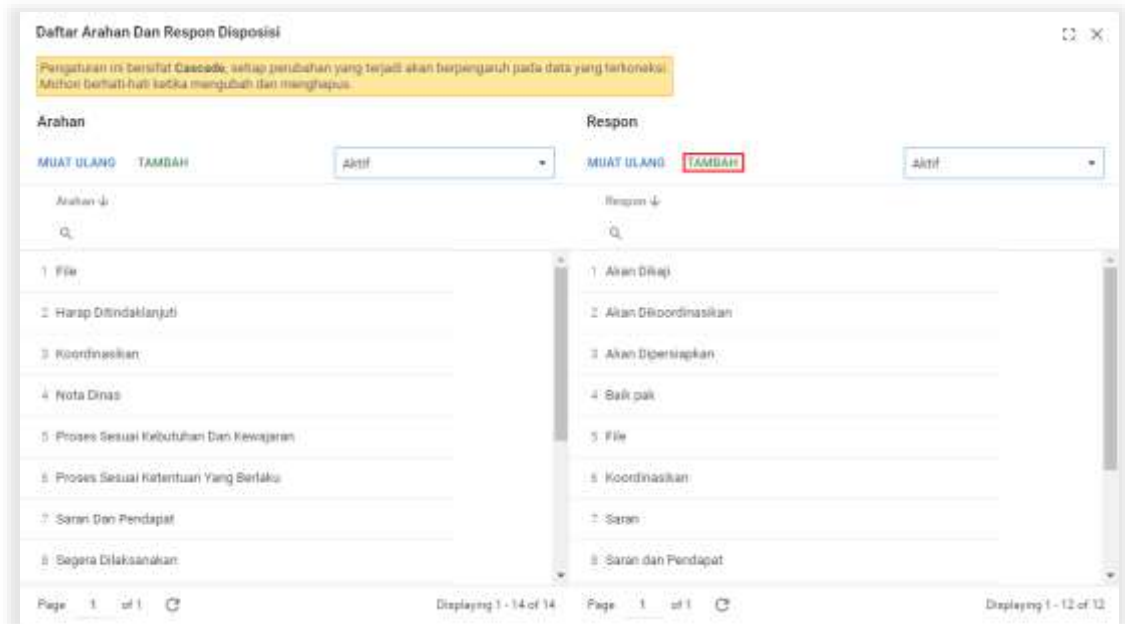 Daftar Arahan Dan Respon Disposisi
Pengaturan ini bersifat Cascade, setiap perubahan yang terjadi akan berpengaruh pada data yang terkoneksi.
Mohon berhati-hati ketika mengubah dan menghapus.
Arahan
Respon
MUAT ULANG TAMBAH Aktif
MUAT ULANG TAMBAH Aktif
Arahan
Respon
1 File
1 Akan Dikaji
2 Harap Ditindaklanjuti
2 Akan Dikoordinasikan
3 Koordinasikan
3 Akan Dipersiapkan
4 Nota Dinas
4 Baik pak
5 Proses Sesuai Kebutuhan Dan Kewajaran
5 File
6 Proses Sesuai Ketentuan Yang Berlaku
6 Koordinasikan
7 Saran Dan Pendapat
7 Saran
8 Segera Dilaksanakan
8 Saran dan Pendapat
Page 1 of 1 Displaying 1 - 14 of 14
Page 1 of 1 Displaying 1 - 12 of 12